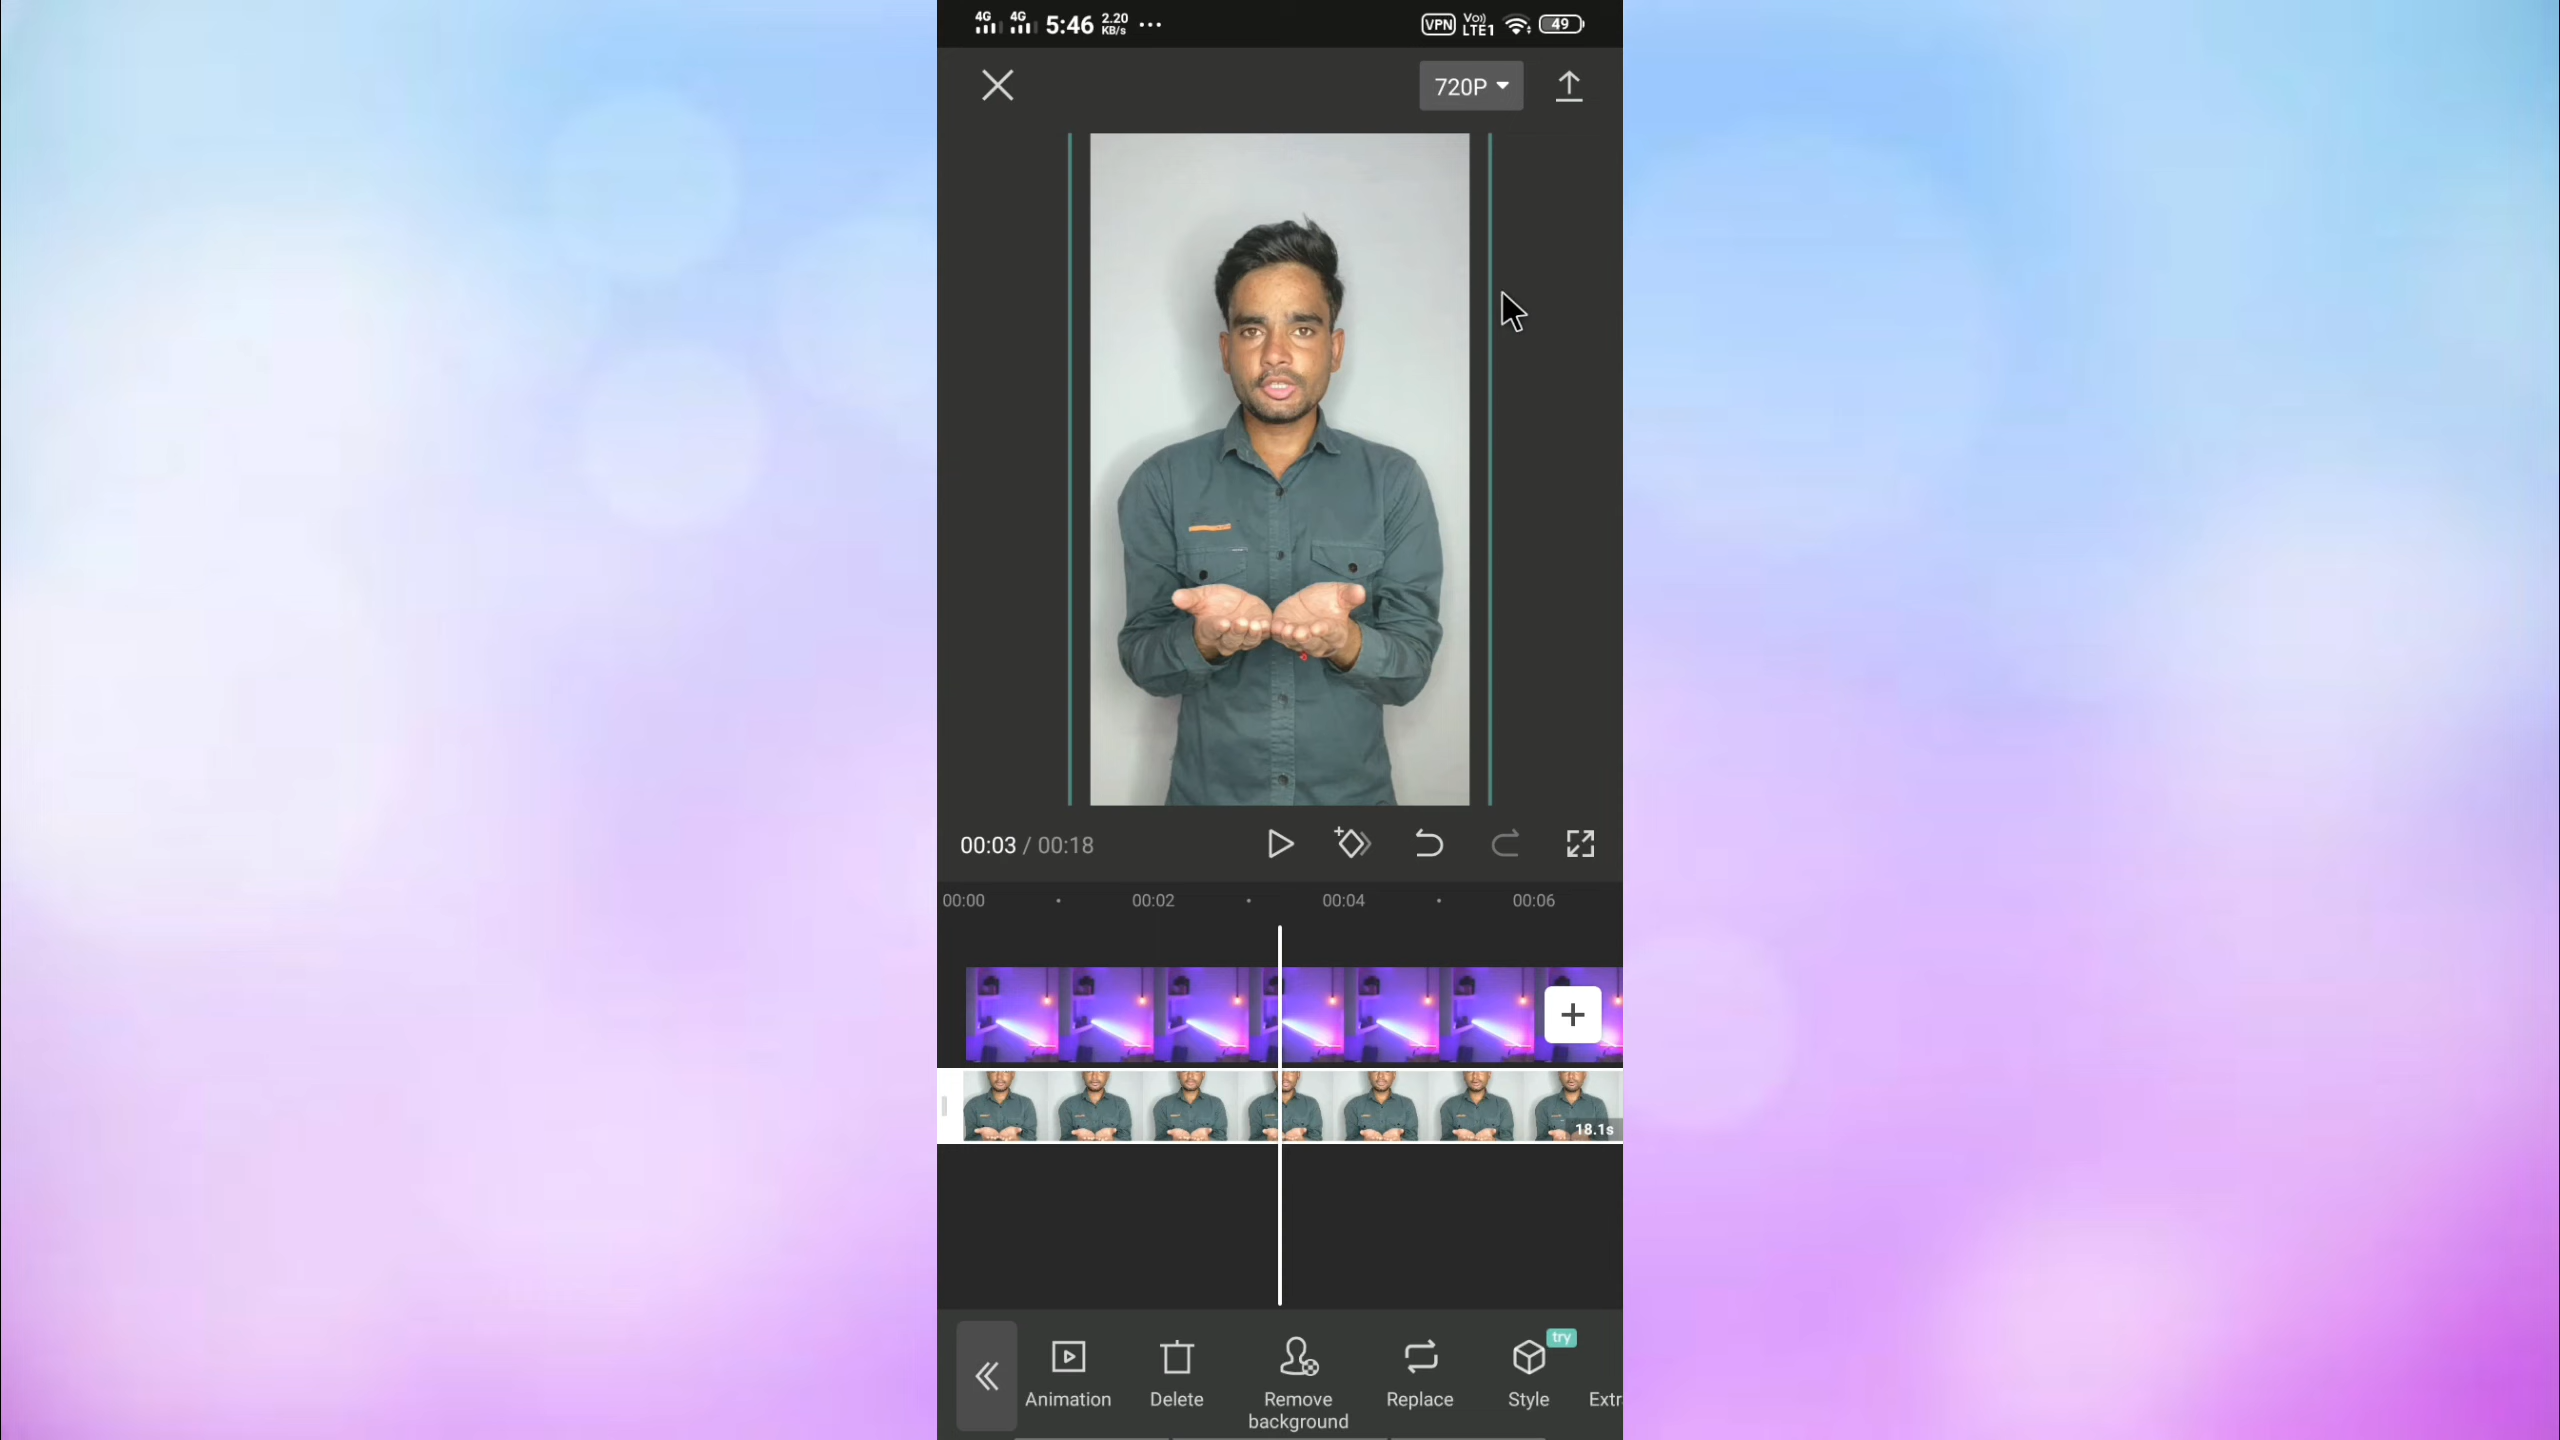 4G 4G 5:46 2.20 KB/s ... VPN Vo)) LTE1 49
720P
00:03 / 00:18
00:00 00:02 00:04 00:06
18.1s
try
Animation Delete Remove background Replace Style Extr